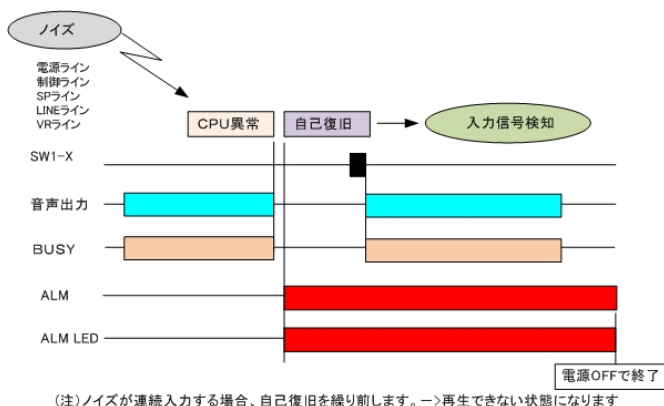 ノイズ
電源ライン
制御ライン
SPライン
LINEライン
VRライン
CPU異常
自己復旧
入力信号検知
SW1-X
音声出力
BUSY
ALM
ALM LED
電源OFFで終了
(注)ノイズが連続入力する場合、自己復旧を繰り前します。ー>再生できない状態になります